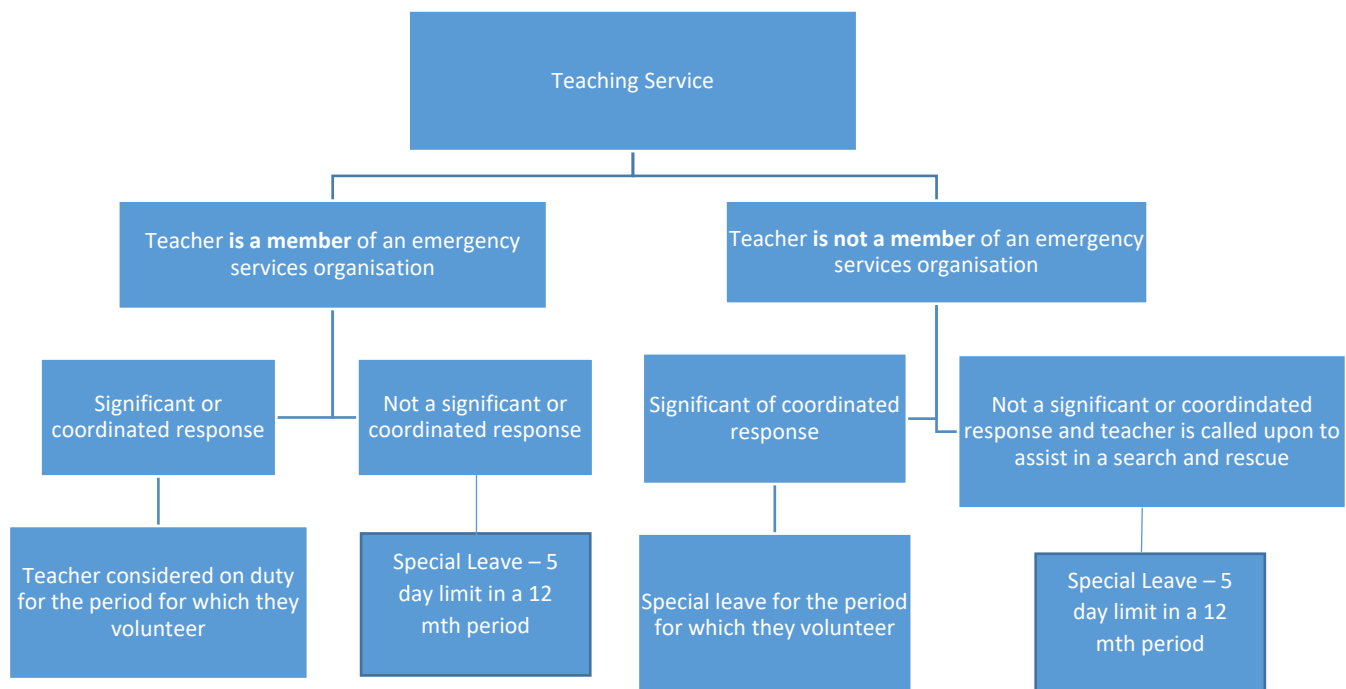 Teaching Service
Teacher is a member of an emergency
services organisation
Teacher is not a member of an emergency
services organisation
Significant or
coordinated response
Not a significant or
coordinated response
Significant of coordinated
response
Not a significant or coordindated
response and teacher is called upon to
assist in a search and rescue
Teacher considered on duty
for the period for which they
volunteer
Special Leave – 5
day limit in a 12
mth period
Special leave for the period
for which they volunteer
Special Leave – 5
day limit in a 12
mth period